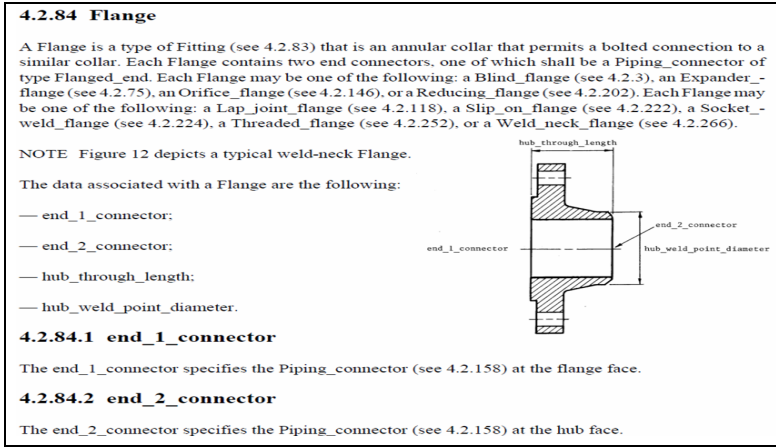 4.2.84 Flange
A Flange is a type of Fitting (see 4.2.83) that is an annular collar that permits a bolted connection to a
similar collar. Each Flange contains two end connectors, one of which shall be a Piping_connector of
type Flanged_end. Each Flange may be one of the following: a Blind_flange (see 4.2.3), an Expander_-
flange (see 4.2.75), an Orifice_flange (see 4.2.146), or a Reducing_flange (see 4.2.202). Each Flange may
be one of the following: a Lap_joint_flange (see 4.2.118), a Slip_on_flange (see 4.2.222), a Socket_-
weld_flange (see 4.2.224), a Threaded_flange (see 4.2.252), or a Weld_neck_flange (see 4.2.266).
NOTE Figure 12 depicts a typical weld-neck Flange.
The data associated with a Flange are the following:
— end_1_connector;
— end_2_connector;
— hub_through_length;
— hub_weld_point_diameter.
hub_through_length
end_2_connector
end_1_connector
hub_weld_point_diameter
4.2.84.1 end_1_connector
The end_1_connector specifies the Piping_connector (see 4.2.158) at the flange face.
4.2.84.2 end_2_connector
The end_2_connector specifies the Piping_connector (see 4.2.158) at the hub face.